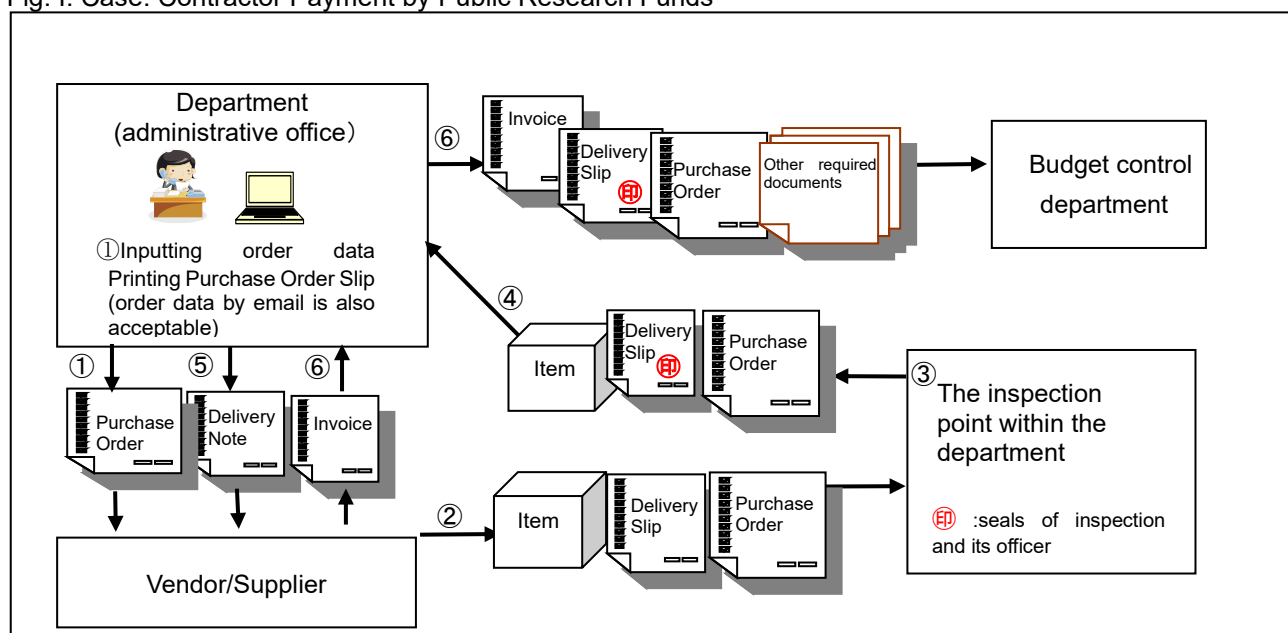 Fig.1. Case: Contractor Payment by Public Research Funds
Department
(administrative office）
①Inputting order data
Printing Purchase Order Slip
(order data by email is also
acceptable)
⑥
Invoice
Delivery
Slip
㊞
Purchase
Order
Other required
documents
Budget control
department
④
Item
Delivery
Slip
㊞
Purchase
Order
③
The inspection
point within the
department
㊞ :seals of inspection
and its officer
①
⑤
⑥
Purchase
Order
Delivery
Note
Invoice
②
Item
Delivery
Slip
Purchase
Order
Vendor/Supplier